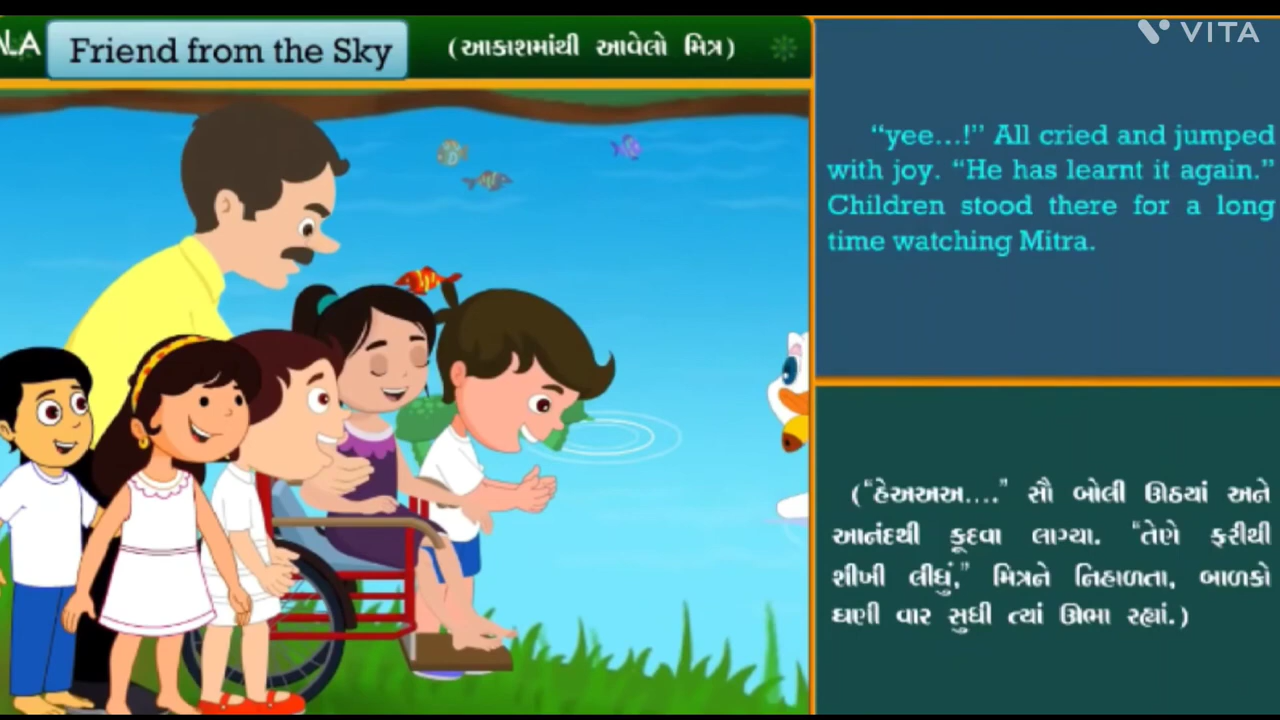 Friend from the Sky
(આકાશમાંથી આવેલો મિત્ર)
VITA
“yee...!” All cried and jumped
with joy. “He has learnt it again.”
Children stood there for a long
time watching Mitra.
(“હેઅઅઅ....” સૌ બોલી ઊઠયાં અને
આનંદથી કૂદવા લાગ્યા. “તેણે ફરીથી
શીખી લીધું,” મિત્રને નિહાળતા, બાળકો
ઘણી વાર સુધી ત્યાં ઊભા રહ્યાં.)